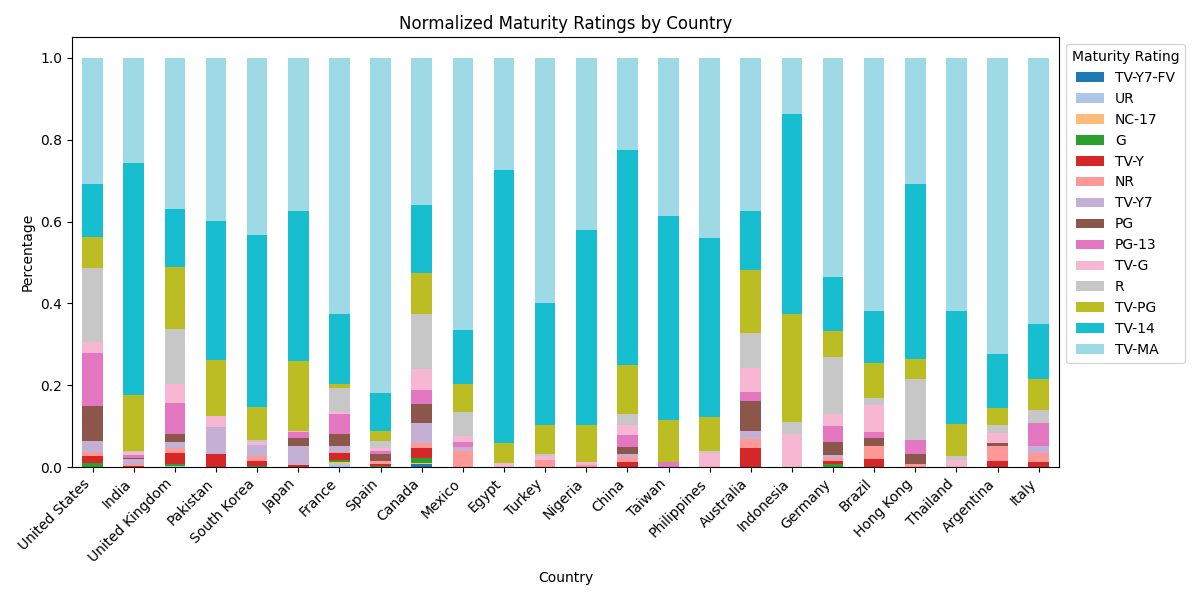 Normalized Maturity Ratings by Country
Percentage
1.0
0.8
0.6
0.4
0.2
0.0
United States
India
United Kingdom
Pakistan
South Korea
Japan
France
Spain
Canada
Mexico
Egypt
Turkey
Nigeria
China
Taiwan
Philippines
Australia
Indonesia
Germany
Brazil
Hong Kong
Thailand
Argentina
Italy
Country
Maturity Rating
TV-Y7-FV
UR
NC-17
G
TV-Y
NR
TV-Y7
PG
PG-13
TV-G
R
TV-PG
TV-14
TV-MA